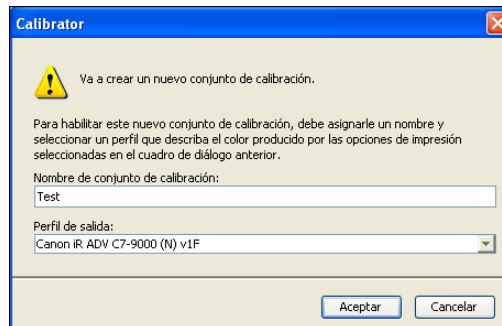 Calibrator
Va a crear un nuevo conjunto de calibración.
Para habilitar este nuevo conjunto de calibración, debe asignarle un nombre y
seleccionar un perfil que describa el color producido por las opciones de impresión
seleccionadas en el cuadro de diálogo anterior.
Nombre de conjunto de calibración:
Test
Perfil de salida:
Canon iR ADV C7-9000 (N) v1F
Aceptar
Cancelar